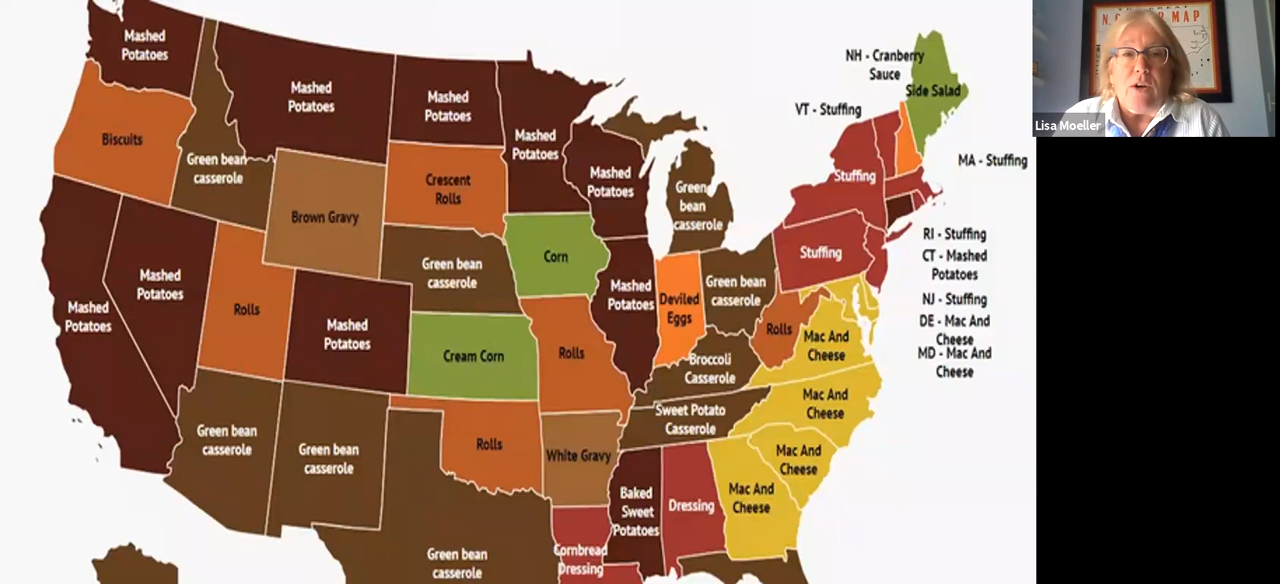 Mashed
Potatoes
Biscuits
Green bean
casserole
Mashed
Potatoes
Mashed
Potatoes
Crescent
Rolls
Brown Gravy
Mashed
Potatoes
Mashed
Potatoes
Green
bean
casserole
NH - Cranberry
Sauce
Side Salad
VT - Stuffing
MA - Stuffing
Stuffing
Stuffing
RI - Stuffing
CT - Mashed
Potatoes
NJ - Stuffing
DE - Mac And
Cheese
MD - Mac And
Cheese
Mashed
Potatoes
Mashed
Potatoes
Rolls
Mashed
Potatoes
Green bean
casserole
Corn
Cream Corn
Rolls
Mashed
Potatoes
Deviled
Eggs
Green bean
casserole
Rolls
Mac And
Cheese
Broccoli
Casserole
Sweet Potato
Casserole
Mac And
Cheese
Mac And
Cheese
Mac And
Cheese
Green bean
casserole
Green bean
casserole
Rolls
White Gravy
Baked
Sweet
Potatoes
Dressing
Green bean
casserole
Cornbread
Dressing
MAP
Lisa Moeller